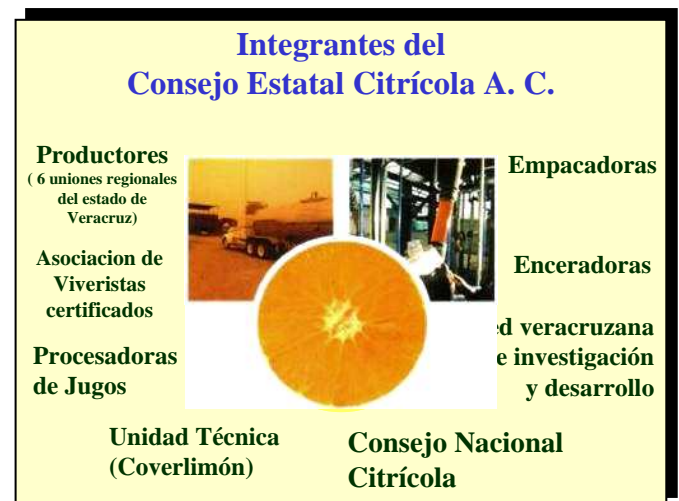 Integrantes del
Consejo Estatal Citrícola A. C.
Productores
( 6 uniones regionales
del estado de
Veracruz)
Asociacion de
Viveristas
certificados
Procesadoras
de Jugos
Unidad Técnica
(Coverlimón)
Empacadoras
Enceradoras
ed veracruzana
e investigación
y desarrollo
Consejo Nacional
Citrícola